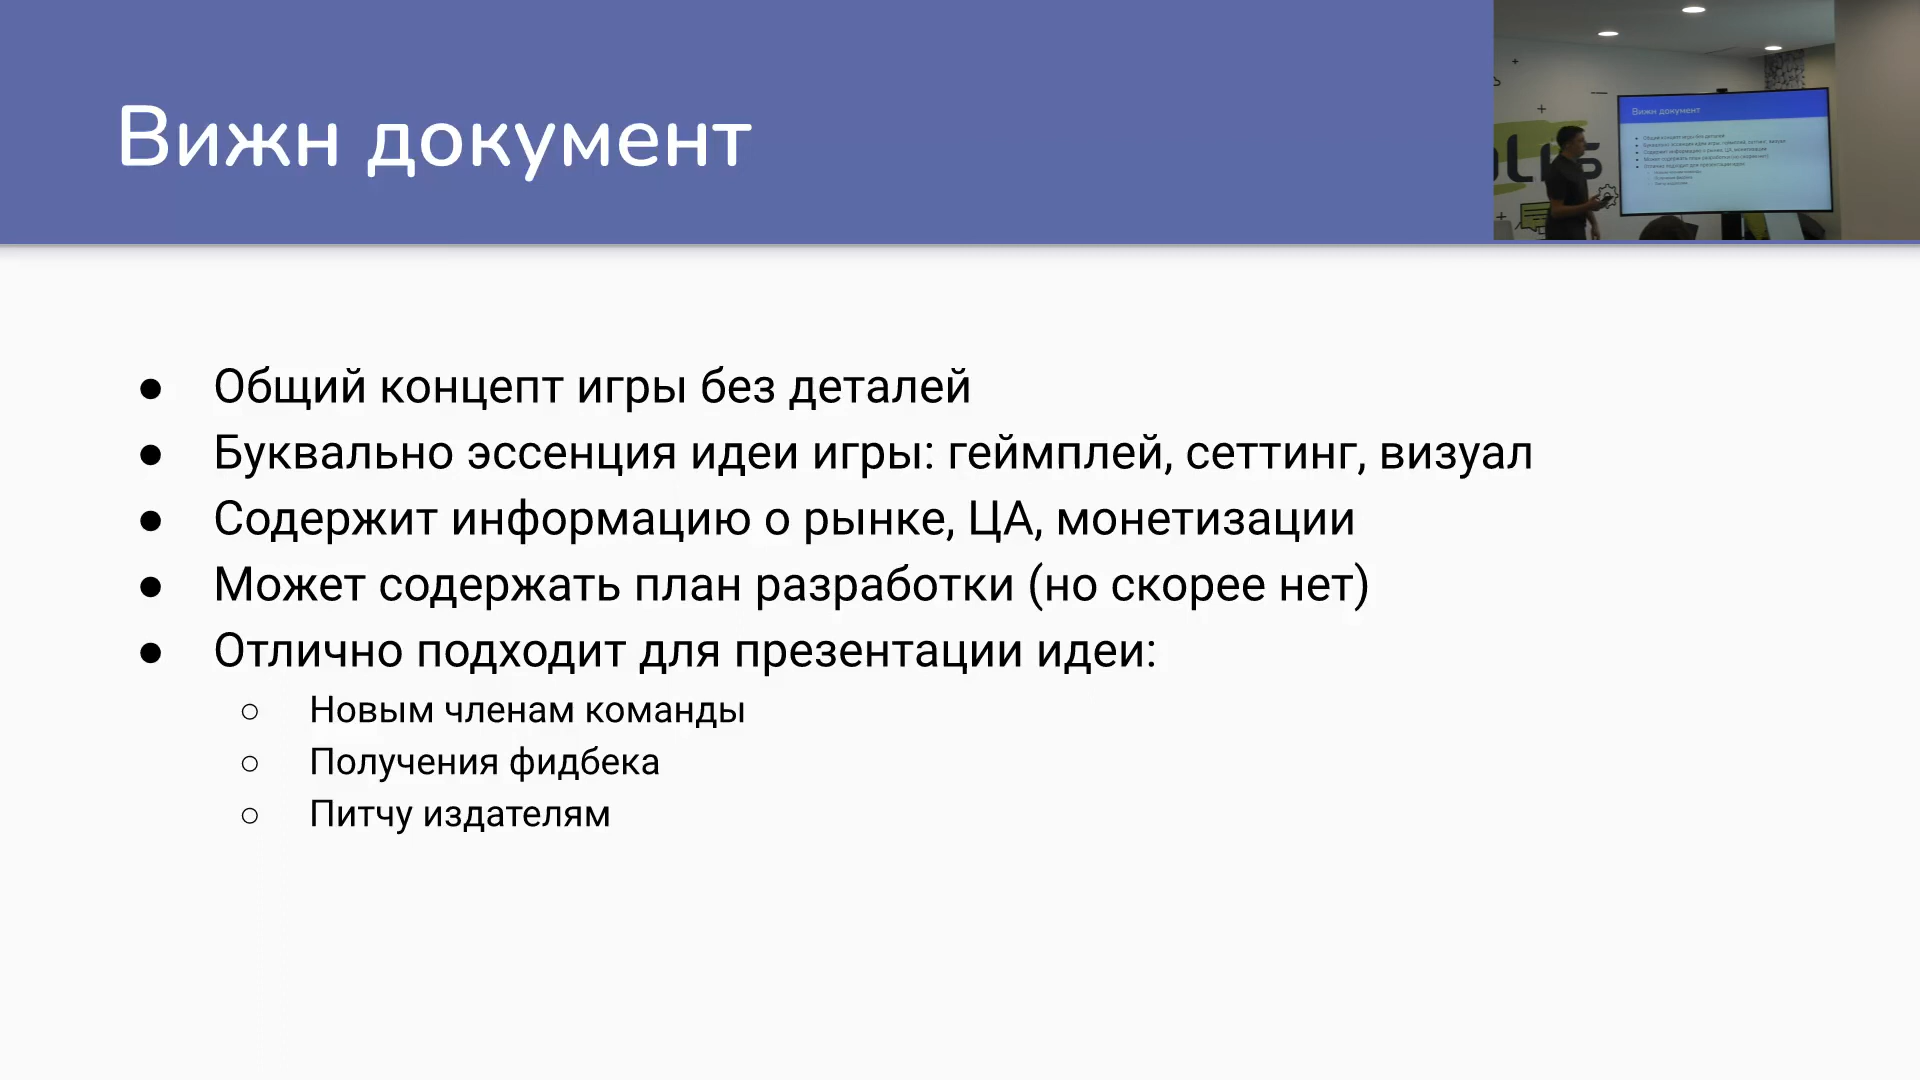 Вижн документ
● Общий концепт игры без деталей
● Буквально эссенция идеи игры: геймплей, сеттинг, визуал
● Содержит информацию о рынке, ЦА, монетизации
● Может содержать план разработки (но скорее нет)
● Отлично подходит для презентации идеи:
○ Новым членам команды
○ Получения фидбека
○ Питчу издателям
Вижн документ